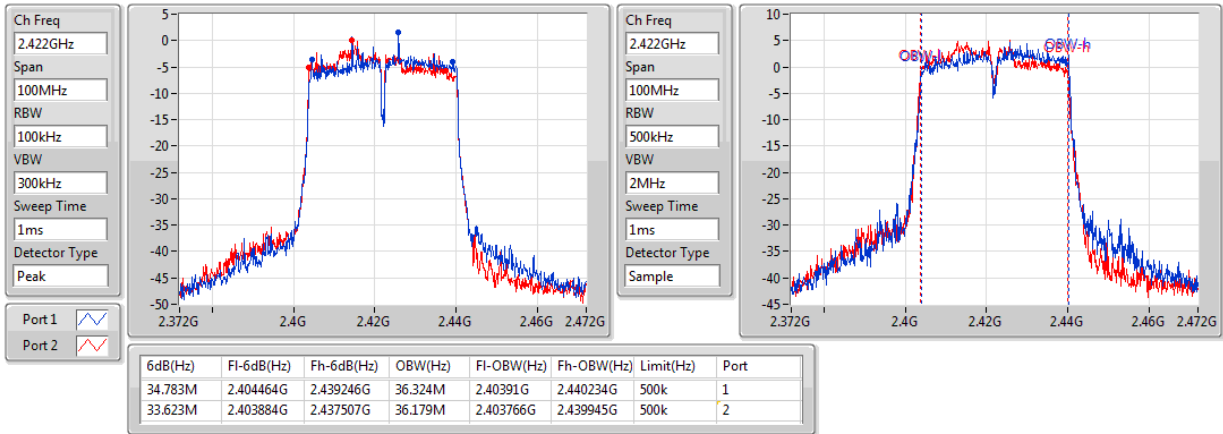 Ch Freq
2.422GHz
Span
100MHz
RBW
100kHz
VBW
300kHz
Sweep Time
1ms
Detector Type
Peak
Port 1
Port 2
5
0
-5
-10
-15
-20
-25
-30
-35
-40
-45
-50
2.372G 2.4G 2.42G 2.44G 2.46G 2.472G
Ch Freq
2.422GHz
Span
100MHz
RBW
500kHz
VBW
2MHz
Sweep Time
1ms
Detector Type
Sample
10
5
0
-5
-10
-15
-20
-25
-30
-35
-40
-45
OBW-h
2.372G 2.4G 2.42G 2.44G 2.46G 2.472G
6dB(Hz) Fl-6dB(Hz) Fh-6dB(Hz) OBW(Hz) Fl-OBW(Hz) Fh-OBW(Hz) Limit(Hz) Port
34.783M 2.404464G 2.439246G 36.324M 2.40391G 2.440234G 500k 1
33.623M 2.403884G 2.437507G 36.179M 2.403766G 2.439945G 500k 2